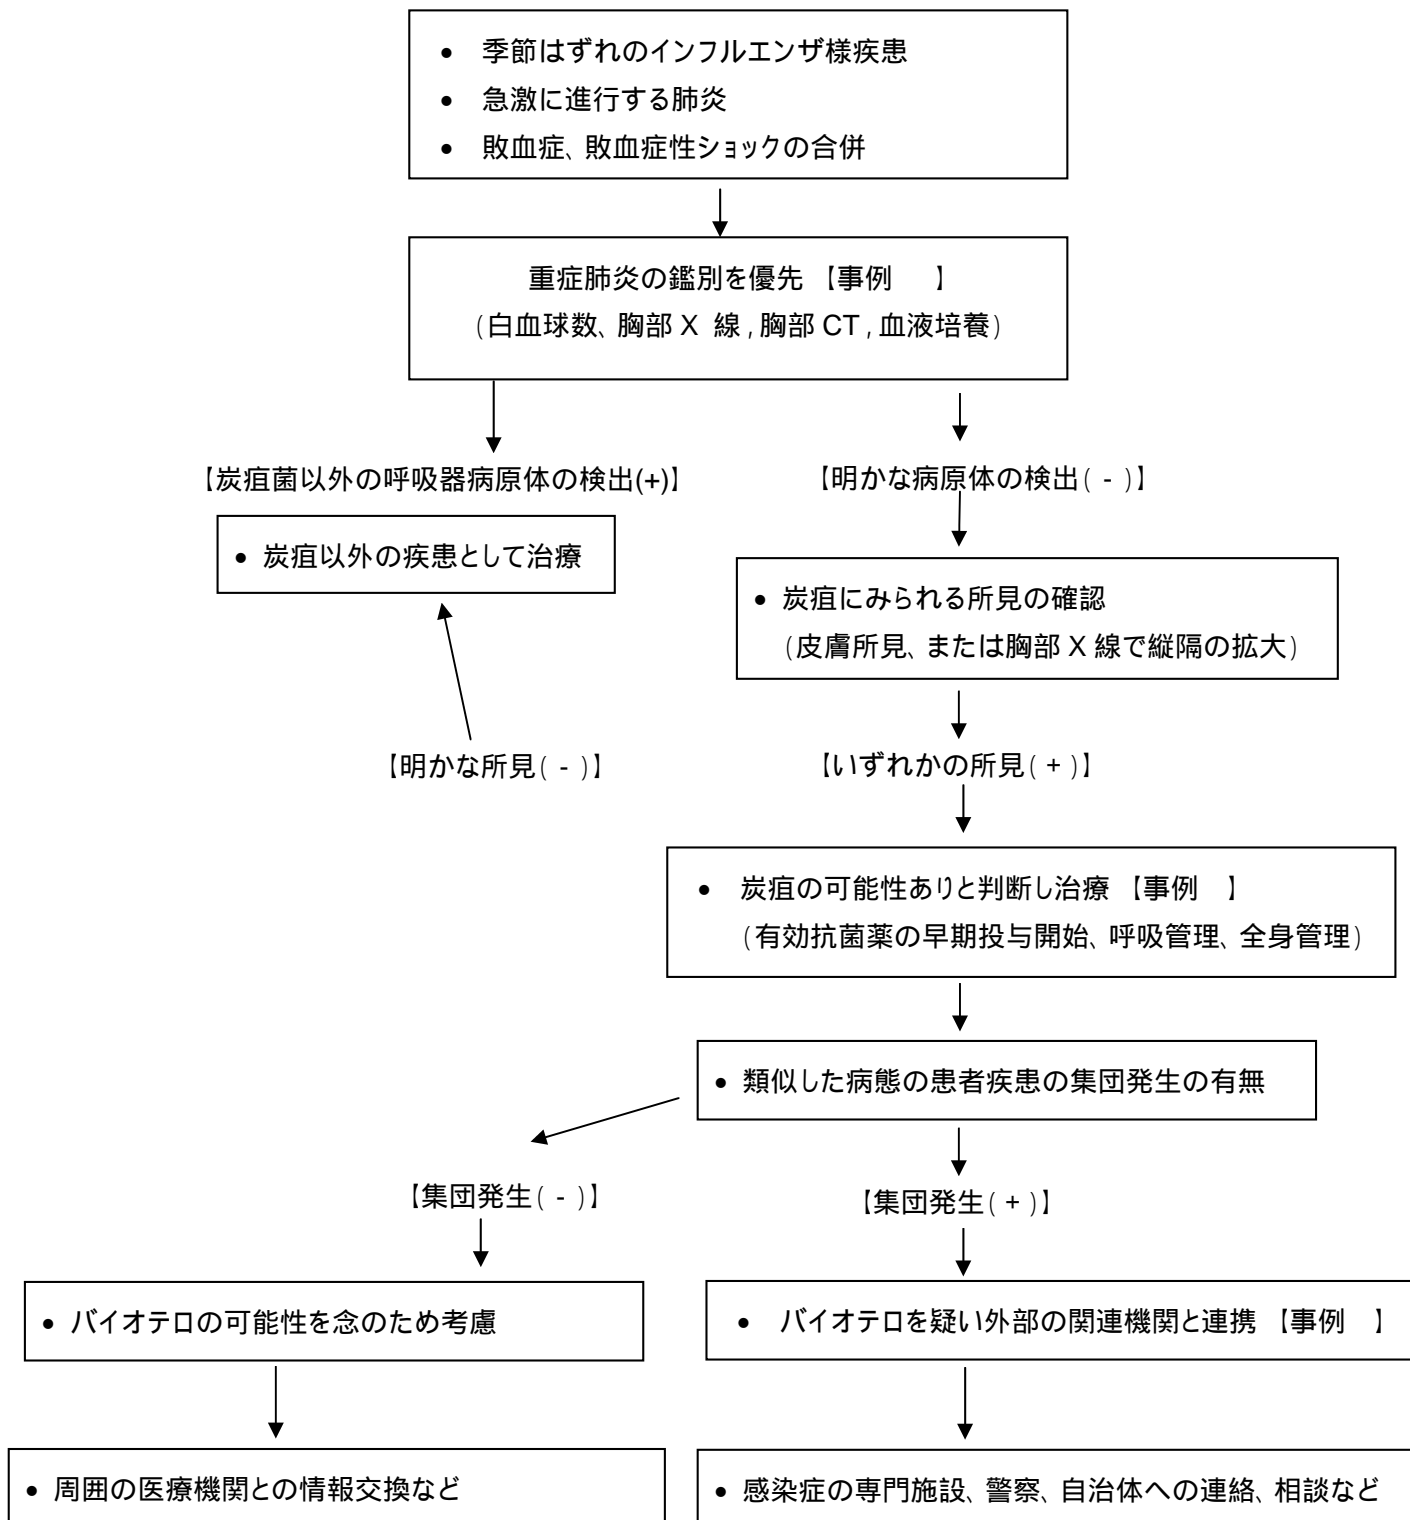 • 季節はずれのインフルエンザ様疾患
• 急激に進行する肺炎
• 敗血症、敗血症性ショックの合併
重症肺炎の鑑別を優先 【事例　】
(白血球数、胸部 X 線,胸部 CT,血液培養)
【炭疽菌以外の呼吸器病原体の検出(+)】
【明かな病原体の検出( - )】
• 炭疽以外の疾患として治療
• 炭疽にみられる所見の確認
(皮膚所見、または胸部 X 線で縦隔の拡大)
【明かな所見( - )】
【いずれかの所見( + )】
• 炭疽の可能性ありと判断し治療 【事例　】
(有効抗菌薬の早期投与開始、呼吸管理、全身管理)
• 類似した病態の患者疾患の集団発生の有無
【集団発生( - )】
【集団発生( + )】
• バイオテロの可能性を念のため考慮
• バイオテロを疑い外部の関連機関と連携 【事例　】
• 周囲の医療機関との情報交換など
• 感染症の専門施設、警察、自治体への連絡、相談など